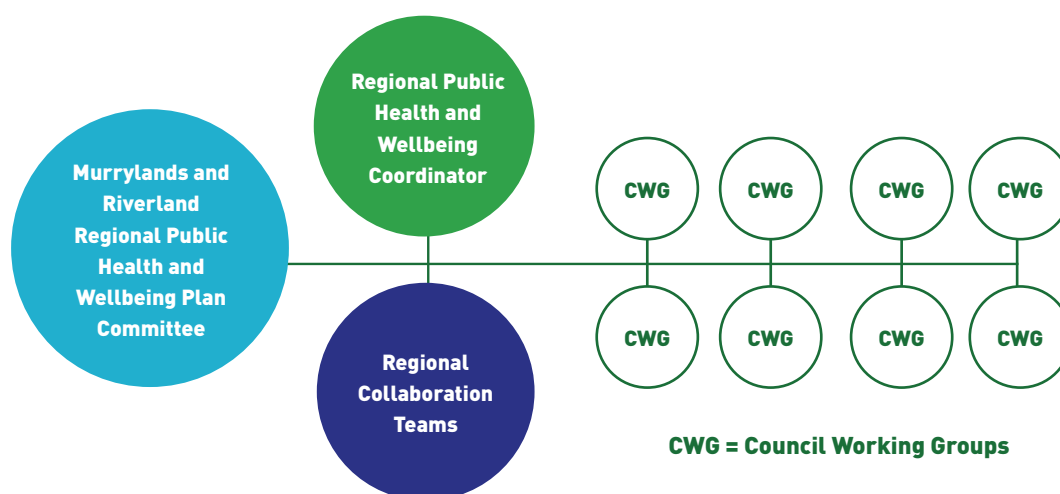 Murrylands and
Riverland
Regional Public
Health and
Wellbeing Plan
Committee
Regional Public
Health and
Wellbeing
Coordinator
Regional
Collaboration
Teams
CWG
CWG
CWG
CWG
CWG
CWG
CWG
CWG
CWG = Council Working Groups